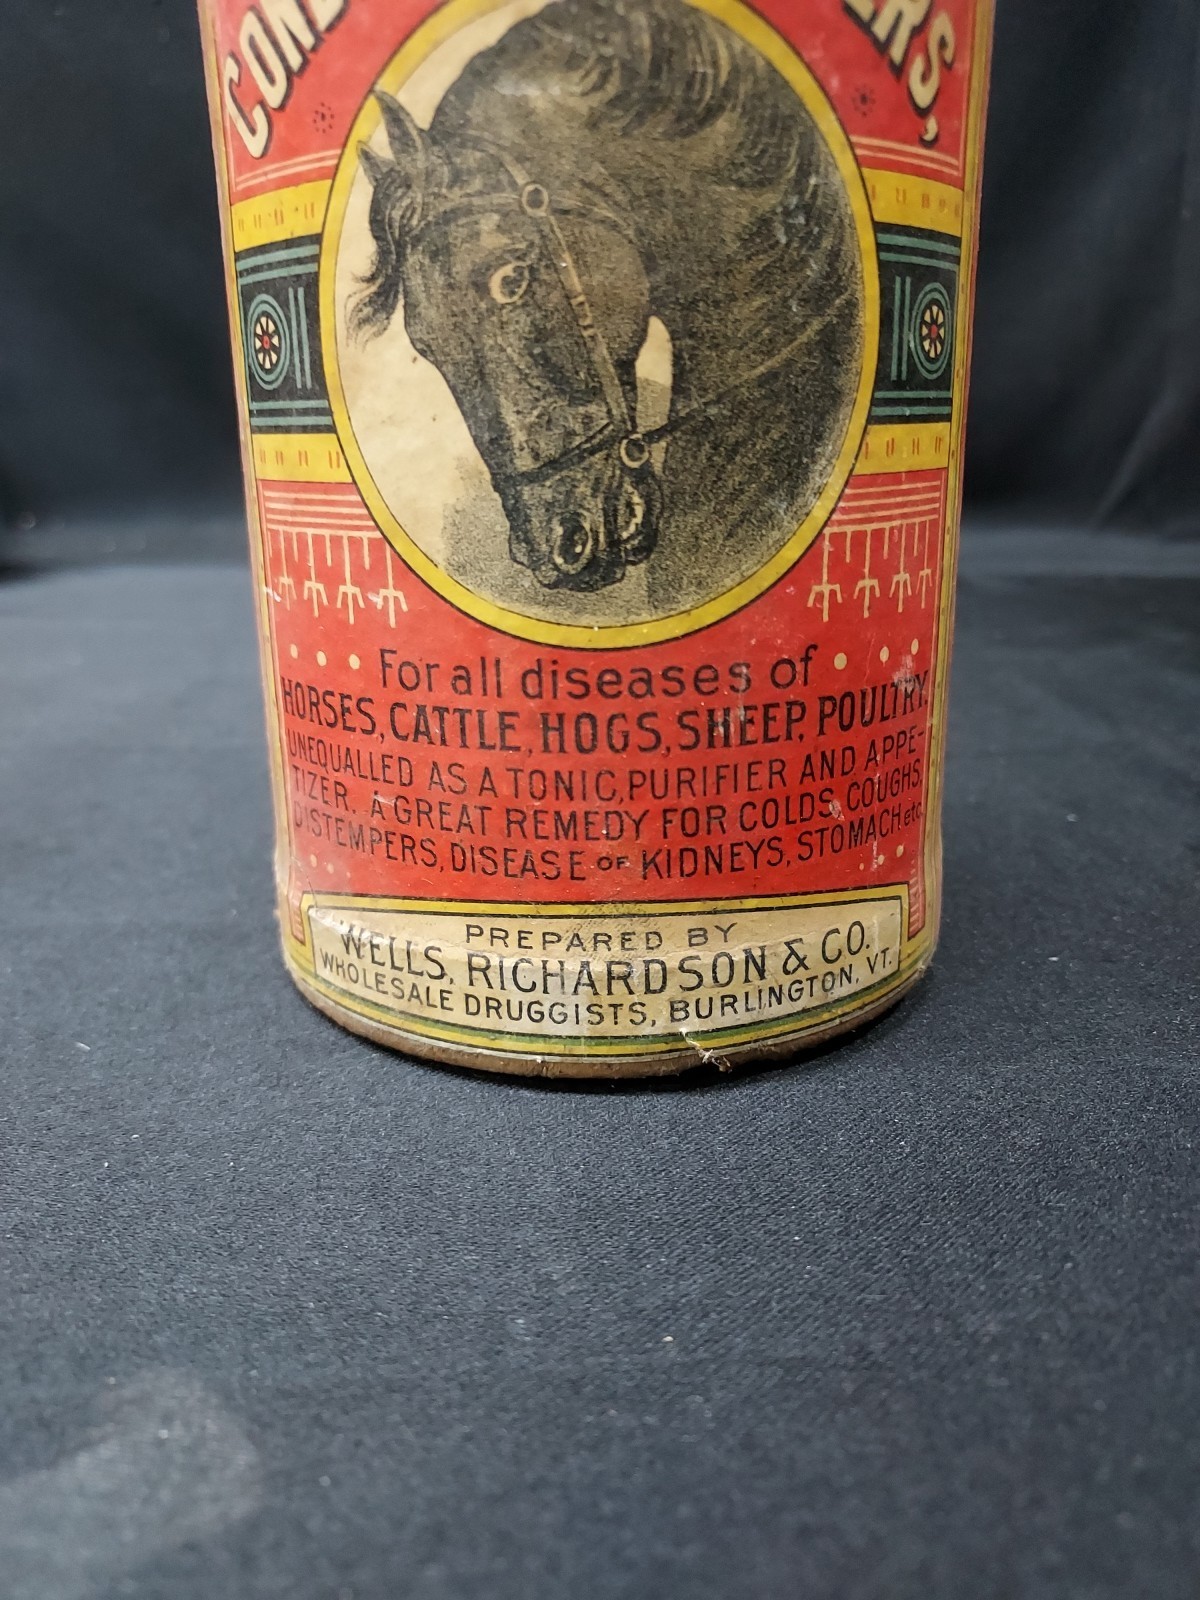 For all diseases of
HORSES, CATTLE, HOGS, SHEEP, POULTRY.
UNEQUALLED AS A TONIC, PURIFIER AND APPE-
TIZER. A GREAT REMEDY FOR COLDS, COUGHS,
DISTEMPERS, DISEASE OF KIDNEYS, STOMACH etc.
PREPARED BY
WELLS, RICHARDSON & CO.
WHOLESALE DRUGGISTS, BURLINGTON, VT.